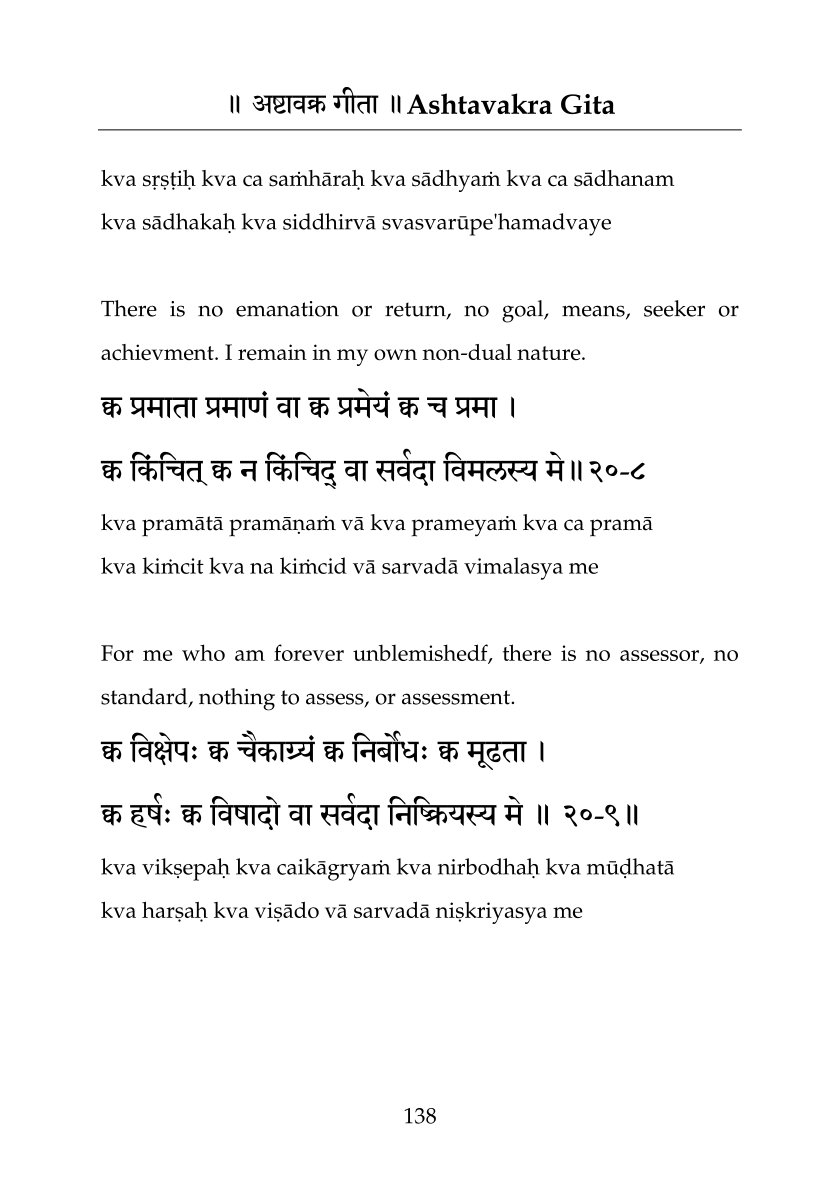 ॥ अष्टावक्र गीता ॥ Ashtavakra Gita
kva sṛṣṭiḥ kva ca saṁhāraḥ kva sādhyaṁ kva ca sādhanam
kva sādhakaḥ kva siddhirvā svasvarūpe'hamadvaye
There is no emanation or return, no goal, means, seeker or
achievment. I remain in my own non-dual nature.
क्व प्रमाता प्रमाणं वा क्व प्रमेयं क्व च प्रमा ।
क्व किंचित् क्व न किंचिद् वा सर्वदा विमलस्य मे॥ २०-८
kva pramātā pramāṇaṁ vā kva prameyaṁ kva ca pramā
kva kiṁcit kva na kiṁcid vā sarvadā vimalasya me
For me who am forever unblemishedf, there is no assessor, no
standard, nothing to assess, or assessment.
क्व विक्षेपः क्व चैकाग्र्यं क्व निर्बोधः क्व मूढता ।
क्व हर्षः क्व विषादो वा सर्वदा निष्क्रियस्य मे ॥ २०-९॥
kva vikṣepaḥ kva caikāgryaṁ kva nirbodhaḥ kva mūḍhatā
kva harṣaḥ kva viṣādo vā sarvadā niṣkriyasya me
138